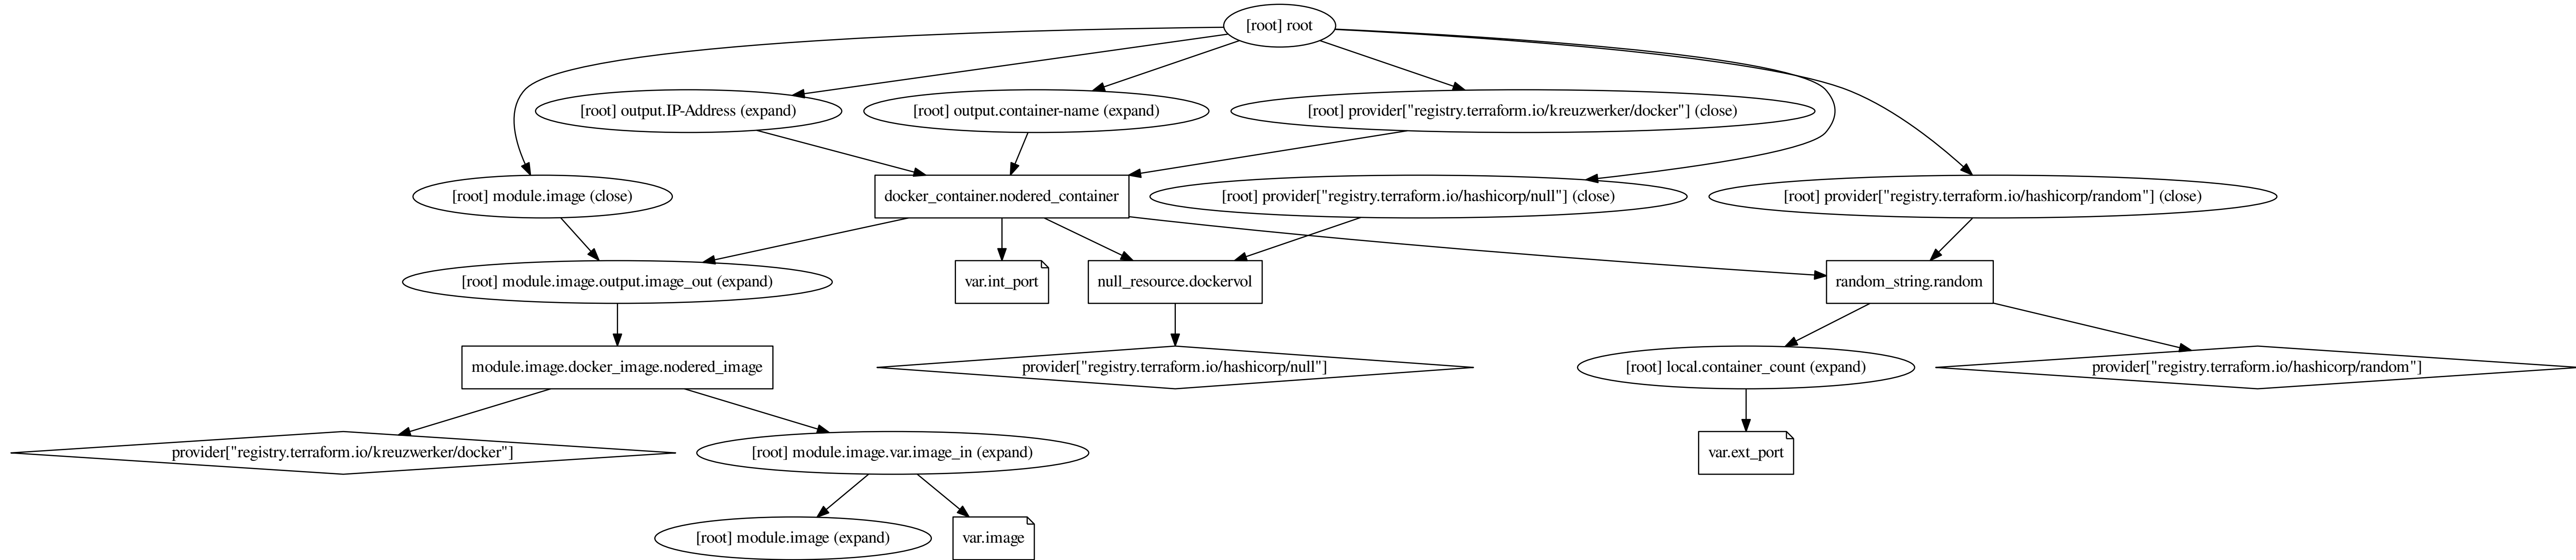 [root] root
[root] output.IP-Address (expand)
[root] output.container-name (expand)
[root] provider["registry.terraform.io/kreuzwerker/docker"] (close)
[root] module.image (close)
docker_container.nodered_container
[root] provider["registry.terraform.io/hashicorp/null"] (close)
[root] provider["registry.terraform.io/hashicorp/random"] (close)
[root] module.image.output.image_out (expand)
var.int_port
null_resource.dockervol
random_string.random
module.image.docker_image.nodered_image
provider["registry.terraform.io/hashicorp/null"]
[root] local.container_count (expand)
provider["registry.terraform.io/hashicorp/random"]
provider["registry.terraform.io/kreuzwerker/docker"]
[root] module.image.var.image_in (expand)
var.ext_port
[root] module.image (expand)
var.image